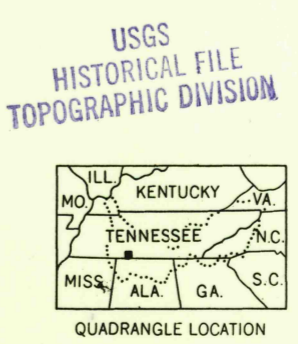 USGS
HISTORICAL FILE
TOPOGRAPHIC DIVISION
ILL.
MO.
KENTUCKY
VA.
TENNESSEE
N.C.
MISS.
ALA.
GA.
S.C.
QUADRANGLE LOCATION